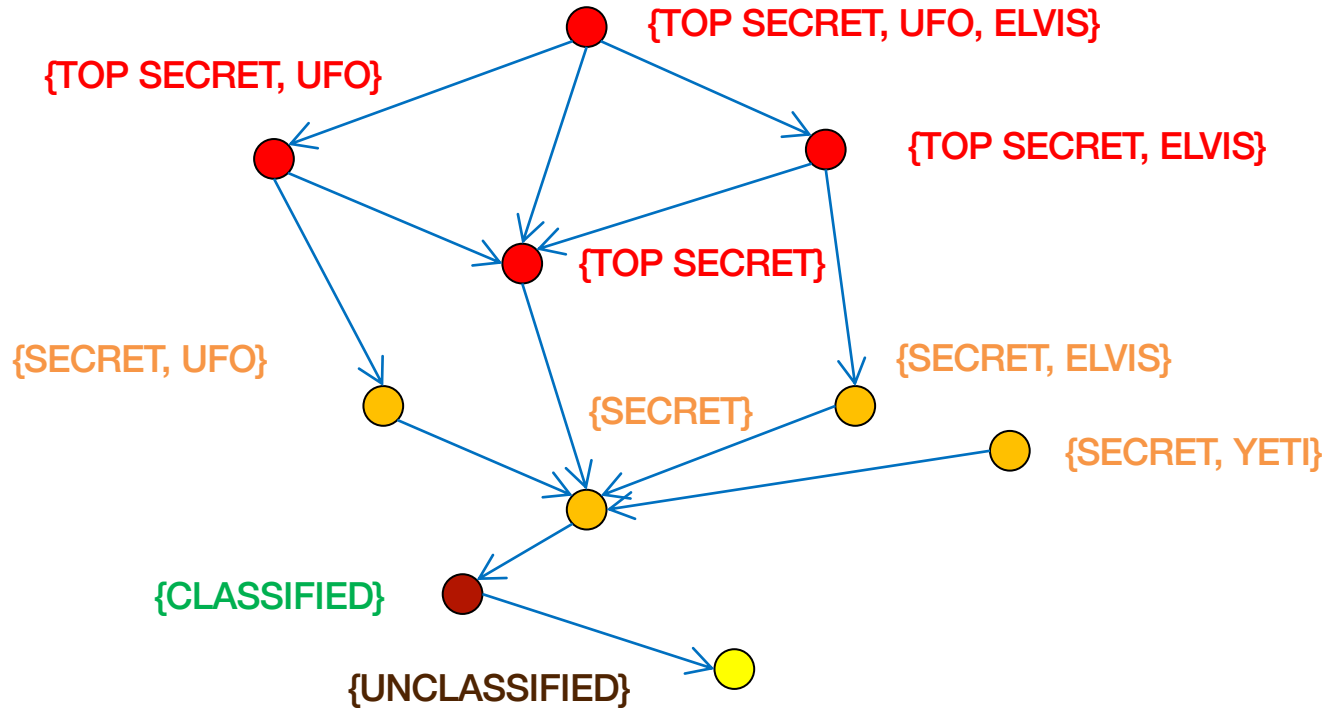 {TOP SECRET, UFO, ELVIS}
{TOP SECRET, UFO}
{TOP SECRET, ELVIS}
{TOP SECRET}
{SECRET, UFO}
{SECRET, ELVIS}
{SECRET}
{SECRET, YETI}
{CLASSIFIED}
{UNCLASSIFIED}